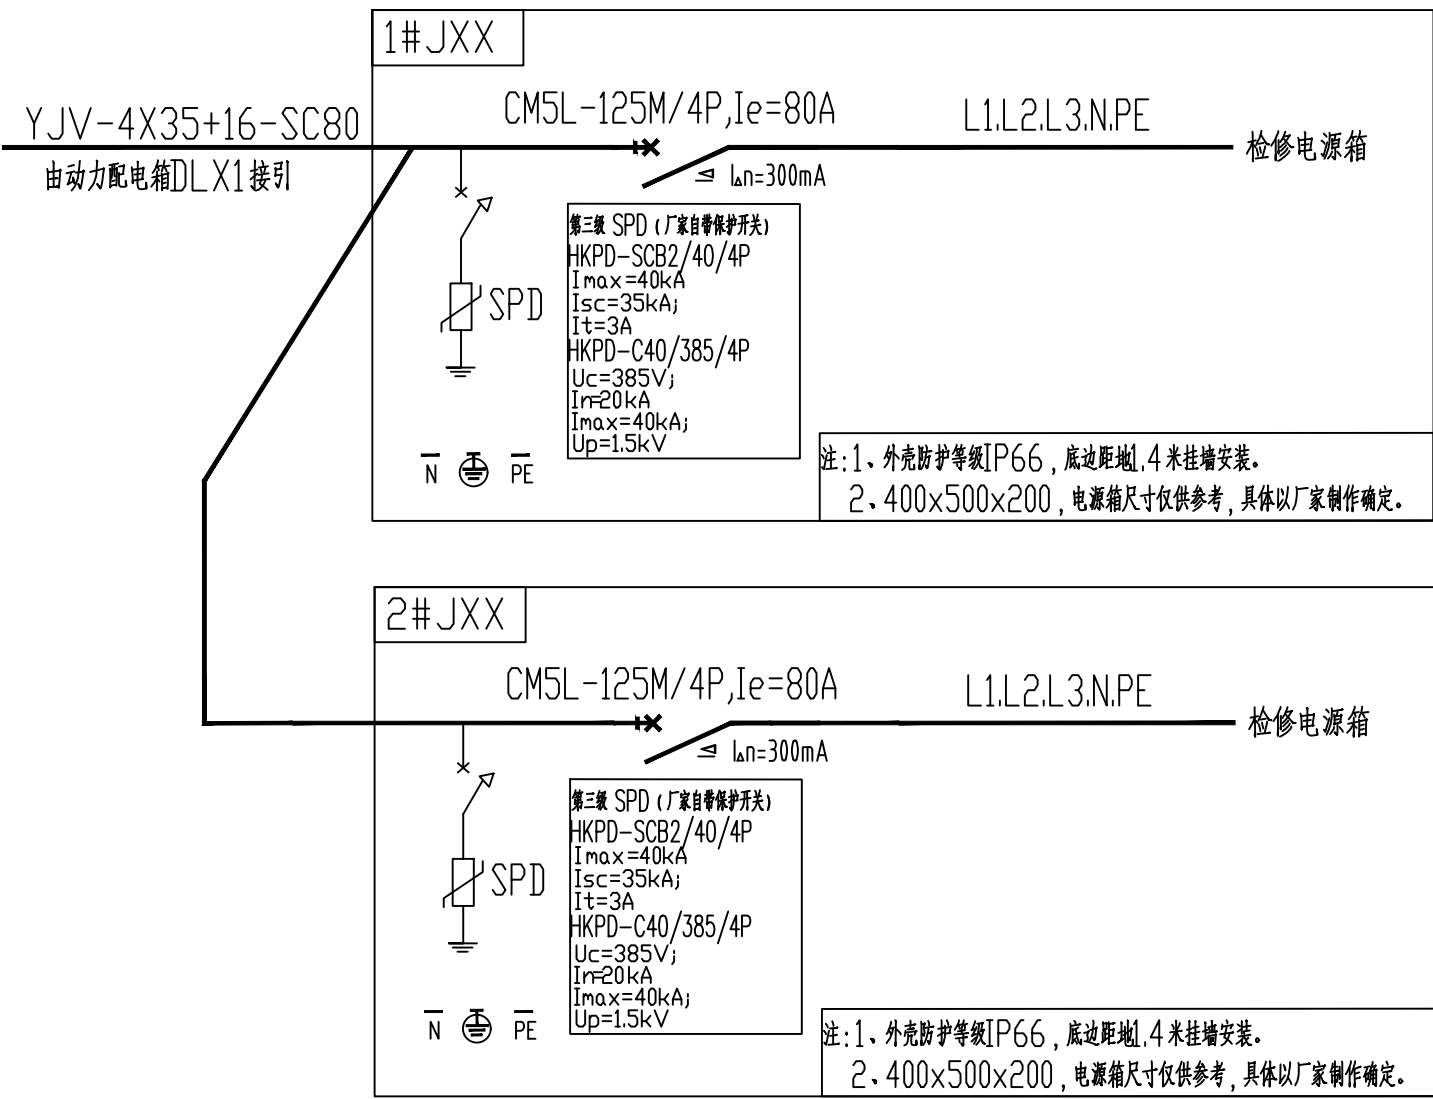 1#JXX
YJV-4X35+16-SC80
由动力配电箱DLX1接引
CM5L-125M/4P,Ie=80A
L1.L2.L3.N.PE
检修电源箱
I△n=300mA
第三级 SPD (厂家自带保护开关)
HKPD-SCB2/40/4P
Imax=40kA
Isc=35kA;
It=3A
HKPD-C40/385/4P
Uc=385V;
In=20kA
Imax=40kA;
Up=1.5kV
SPD
N
PE
注:1、外壳防护等级IP66,底边距地1.4米挂墙安装。
2、400x500x200,电源箱尺寸仅供参考,具体以厂家制作确定。
2#JXX
CM5L-125M/4P,Ie=80A
L1.L2.L3.N.PE
检修电源箱
I△n=300mA
第三级 SPD (厂家自带保护开关)
HKPD-SCB2/40/4P
Imax=40kA
Isc=35kA;
It=3A
HKPD-C40/385/4P
Uc=385V;
In=20kA
Imax=40kA;
Up=1.5kV
SPD
N
PE
注:1、外壳防护等级IP66,底边距地1.4米挂墙安装。
2、400x500x200,电源箱尺寸仅供参考,具体以厂家制作确定。